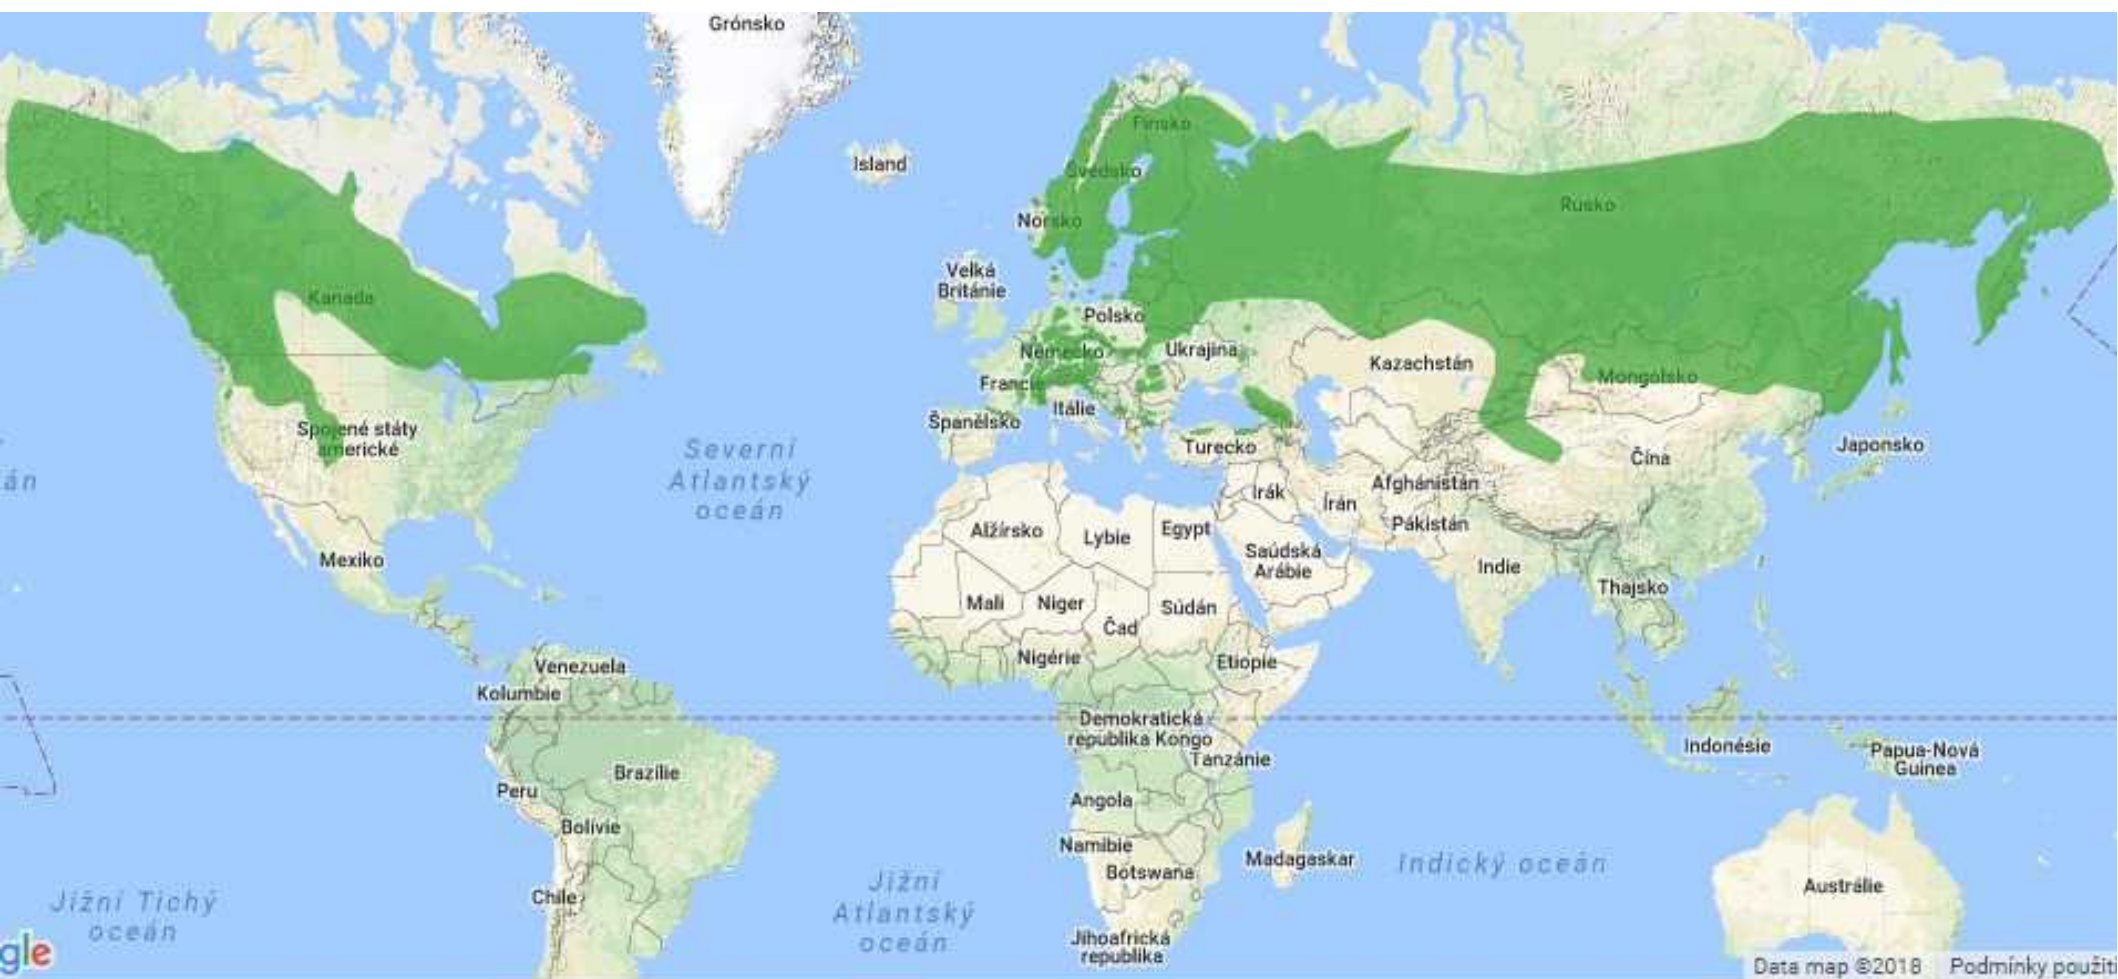 Grónsko
Island
Finsko
Švédsko
Norsko
Rusko
Velká
Británie
Kanada
Polsko
Německo
Ukrajina
Kazachstán
Mongolsko
Francie
Itálie
Španělsko
Turecko
Spojené státy
americké
Severní
Atlantský
oceán
án
Japonsko
Čína
Afghánistán
Irák
Írán
Pákistán
Alžírsko
Lybie
Egypt
Saúdská
Arábie
Indie
Thajsko
Mexiko
Mali
Niger
Čad
Súdán
Nigérie
Etiopie
Venezuela
Kolumbie
Demokratická
republika Kongo
Tanzánie
Indonésie
Papua-Nová
Guinea
Brazílie
Peru
Bolívie
Angola
Namibie
Botswana
Madagaskar
Indický oceán
Austrálie
Chile
Jižní Tichý
oceán
Jižní
Atlantský
oceán
Jihoafrická
republika
gle
Data map ©2018 Podmínky použití